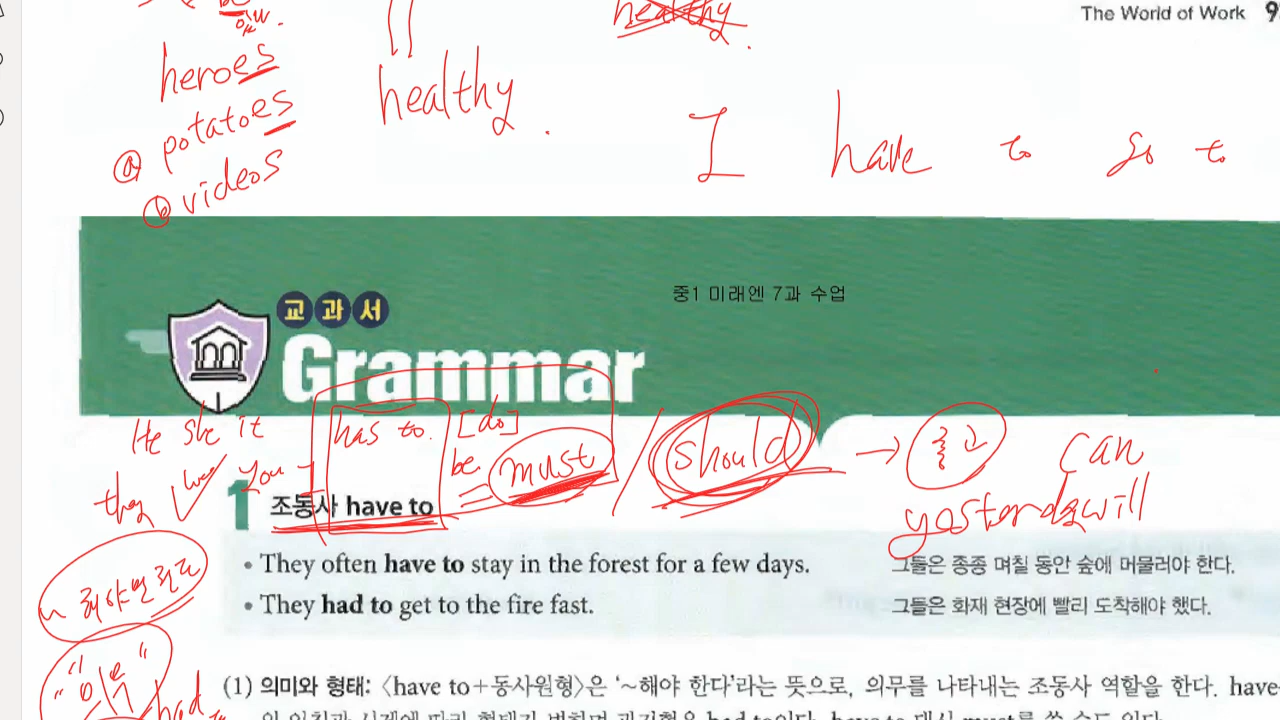 The World of Work
healthy
heroes
healthy
ⓐ potatoes
I have to go to
ⓑ videos
교과서
중1 미래엔 7과 수업
Grammar
He she it
has to. [do]
should → 충고 can
they we you be = must /
1 조동사 have to
will
• They often have to stay in the forest for a few days. 그들은 종종 며칠 동안 숲에 머물러야 한다.
• They had to get to the fire fast. 그들은 화재 현장에 빨리 도착해야 했다.
"의무"
had
(1) 의미와 형태: 〈have to+동사원형〉은 ‘~해야 한다’라는 뜻으로, 의무를 나타내는 조동사 역할을 한다. have